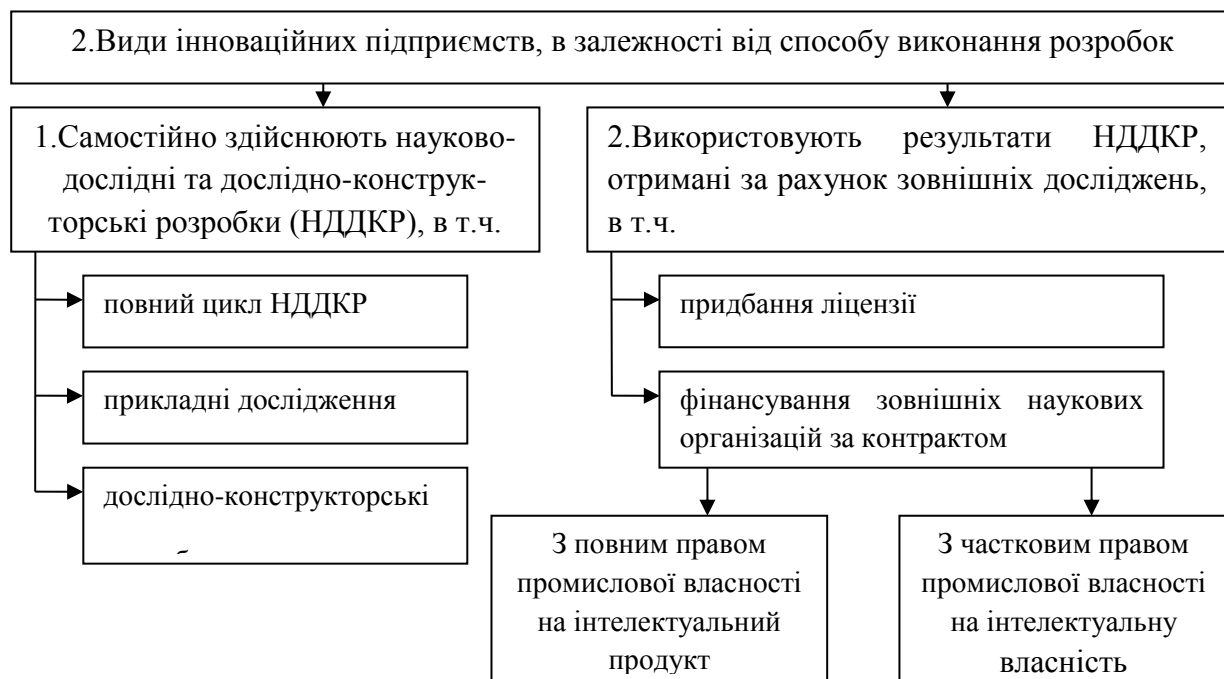 2.Види інноваційних підприємств, в залежності від способу виконання розробок
1.Самостійно здійснюють науково-
дослідні та дослідно-конструк-
торські розробки (НДДКР), в т.ч.
повний цикл НДДКР
прикладні дослідження
дослідно-конструкторські
2.Використовують результати НДДКР,
отримані за рахунок зовнішніх досліджень,
в т.ч.
придбання ліцензії
фінансування зовнішніх наукових
організацій за контрактом
З повним правом
промислової власності
на інтелектуальний
продукт
З частковим правом
промислової власності
на інтелектуальну
власність